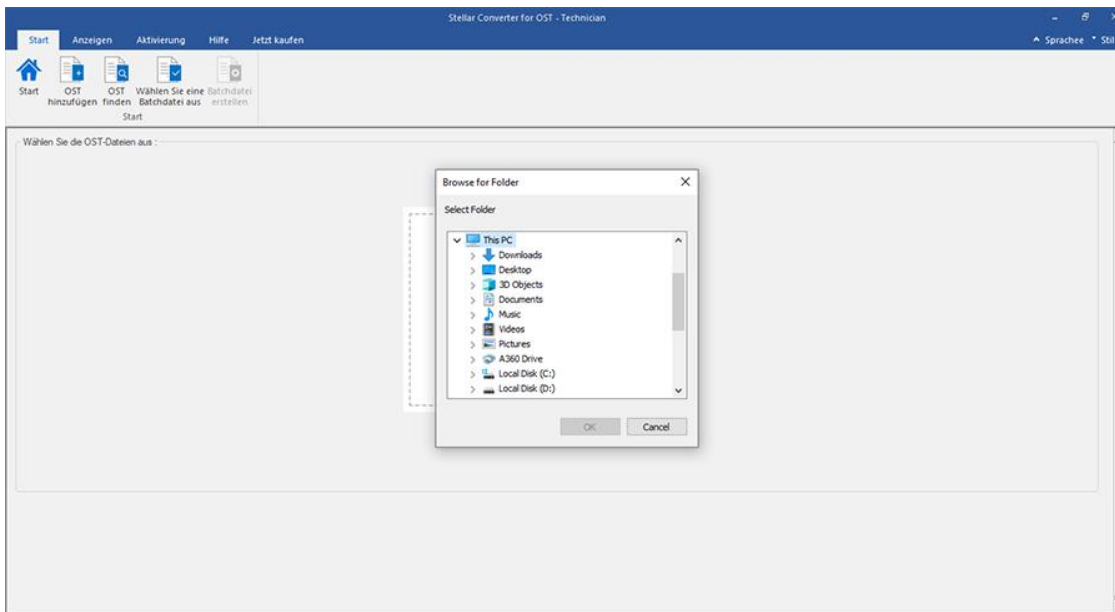 Stellar Converter for OST - Technician
Start Anzeigen Aktivierung Hilfe Jetzt kaufen
Sprachee Stil
Start
OST hinzufügen
OST finden
Wählen Sie eine Batchdatei aus
Batchdatei erstellen
Start
Wählen Sie die OST-Dateien aus :
Browse for Folder
Select Folder
This PC
Downloads
Desktop
3D Objects
Documents
Music
Videos
Pictures
A360 Drive
Local Disk (C:)
Local Disk (D:)
OK Cancel